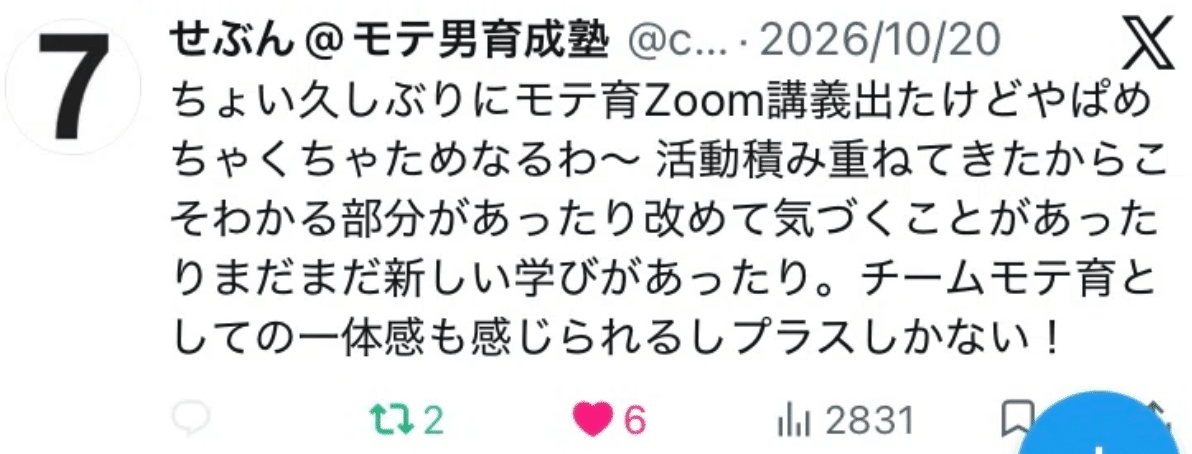 7
せぶん@モテ男育成塾 @c... · 2026/10/20
ちょい久しぶりにモテ育Zoom講義出たけどやぱめ
ちゃくちゃためなるわ〜 活動積み重ねてきたからこ
そわかる部分があったり改めて気づくことがあった
りまだまだ新しい学びがあったり。チームモテ育と
しての一体感も感じられるしプラスしかない！
2 6 2831